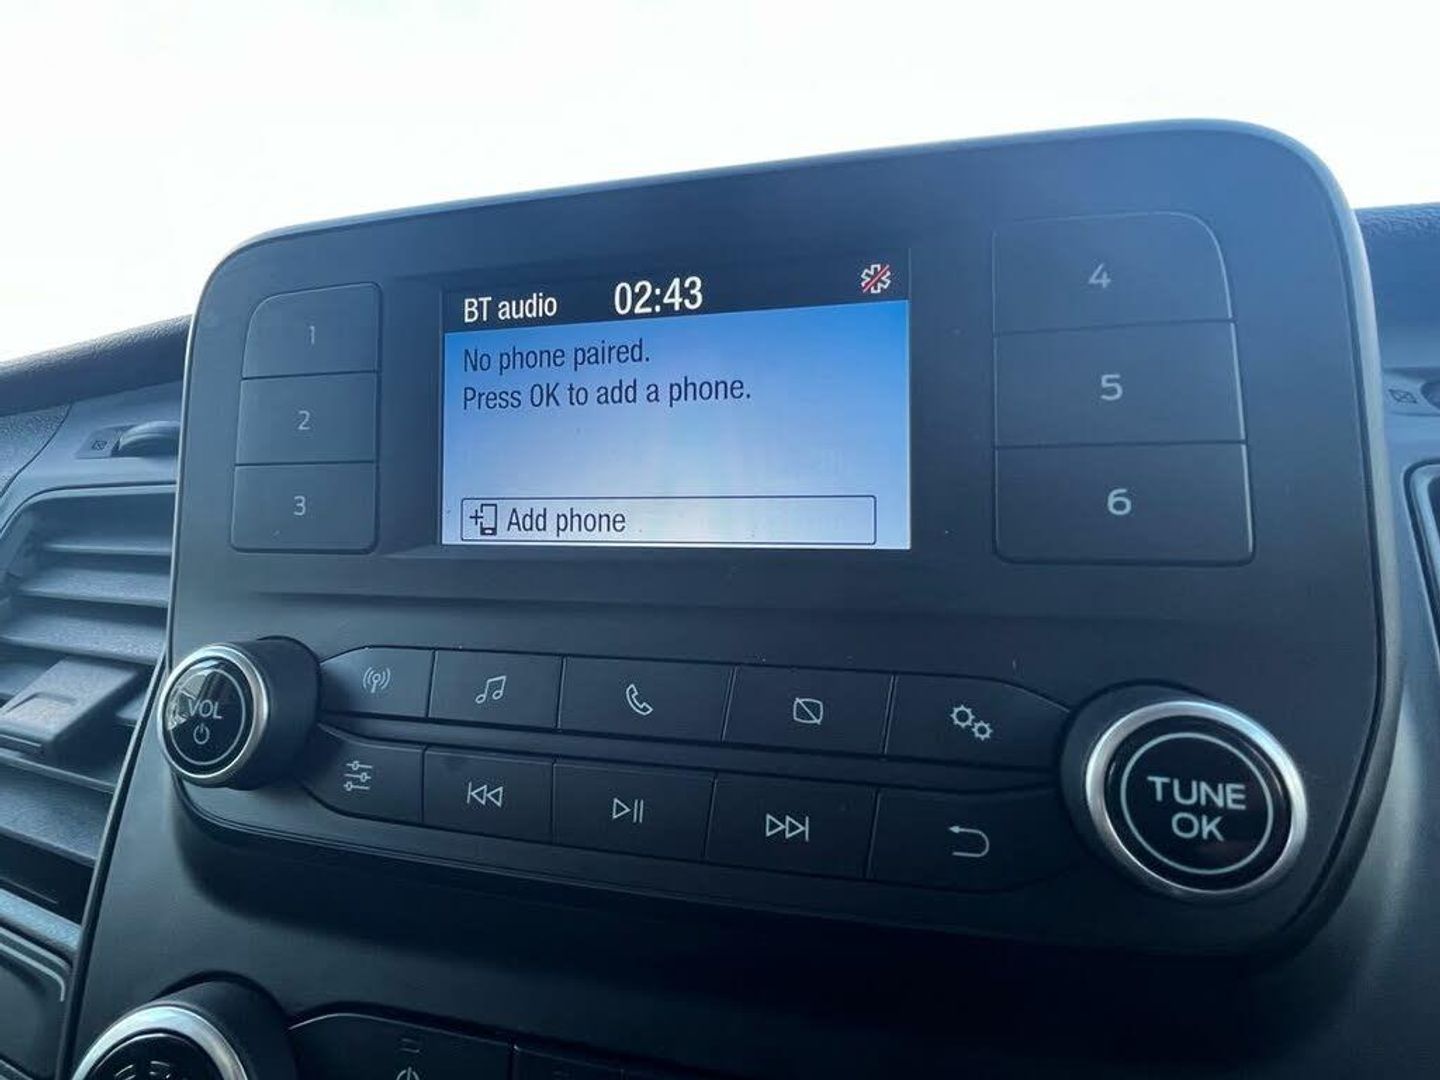 BT audio 02:43
No phone paired.
Press OK to add a phone.
Add phone
1
2
3
4
5
6
VOL
TUNE
OK